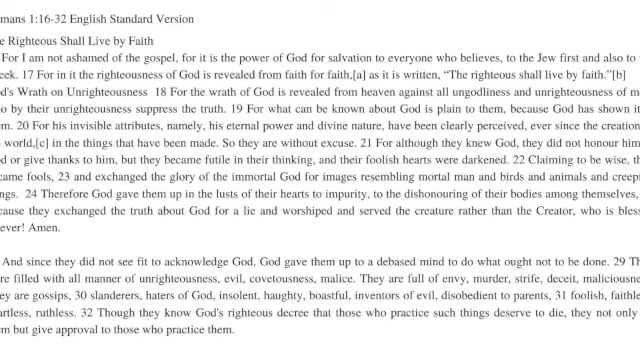 mans 1:16-32 English Standard Version
e Righteous Shall Live by Faith
For I am not ashamed of the gospel, for it is the power of God for salvation to everyone who believes, to the Jew first and also to
eek. 17 For in it the righteousness of God is revealed from faith for faith,[a] as it is written, “The righteous shall live by faith.”[b]
d's Wrath on Unrighteousness 18 For the wrath of God is revealed from heaven against all ungodliness and unrighteousness of m
o by their unrighteousness suppress the truth. 19 For what can be known about God is plain to them, because God has shown it
m. 20 For his invisible attributes, namely, his eternal power and divine nature, have been clearly perceived, ever since the creation
e world,[c] in the things that have been made. So they are without excuse. 21 For although they knew God, they did not honour him
d or give thanks to him, but they became futile in their thinking, and their foolish hearts were darkened. 22 Claiming to be wise, th
came fools, 23 and exchanged the glory of the immortal God for images resembling mortal man and birds and animals and creepi
ngs. 24 Therefore God gave them up in the lusts of their hearts to impurity, to the dishonouring of their bodies among themselves,
cause they exchanged the truth about God for a lie and worshiped and served the creature rather than the Creator, who is bless
ever! Amen.
And since they did not see fit to acknowledge God, God gave them up to a debased mind to do what ought not to be done. 29 Th
re filled with all manner of unrighteousness, evil, covetousness, malice. They are full of envy, murder, strife, deceit, maliciousne
ey are gossips, 30 slanderers, haters of God, insolent, haughty, boastful, inventors of evil, disobedient to parents, 31 foolish, faithle
artless, ruthless. 32 Though they know God's righteous decree that those who practice such things deserve to die, they not only
em but give approval to those who practice them.